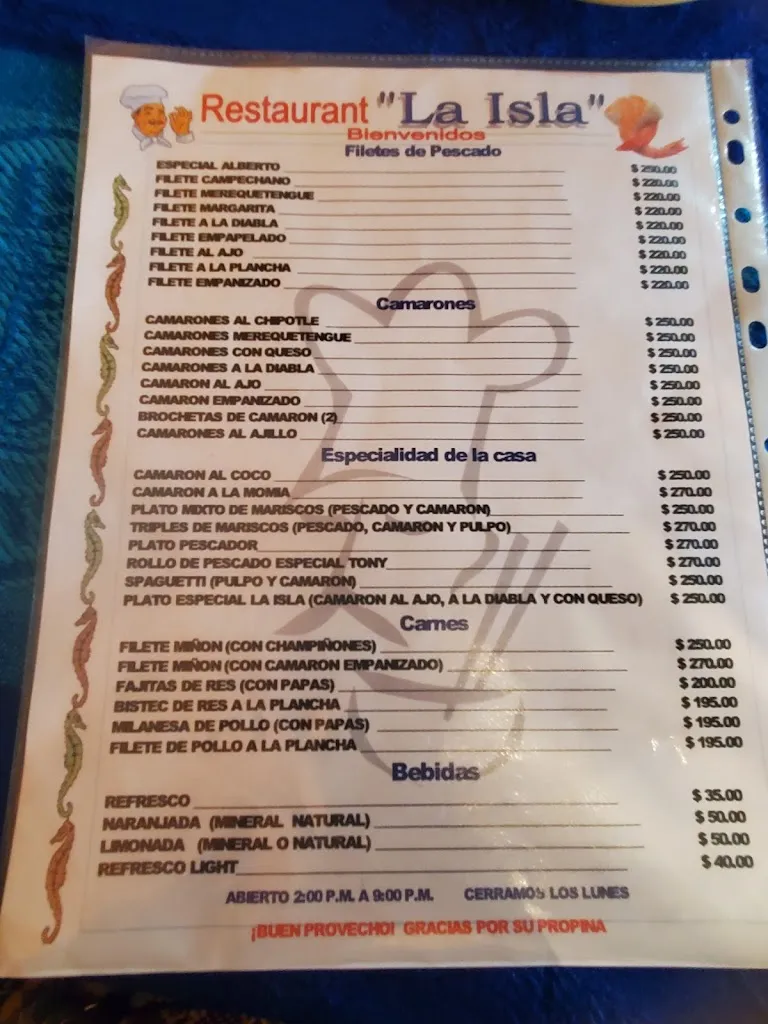 Restaurant "La Isla"
Bienvenidos
Filetes de Pescado
ESPECIAL ALBERTO $ 250.00
FILETE CAMPECHANO $ 220.00
FILETE MEREQUETENGUE $ 220.00
FILETE MARGARITA $ 220.00
FILETE A LA DIABLA $ 220.00
FILETE EMPAPELADO $ 220.00
FILETE AL AJO $ 220.00
FILETE A LA PLANCHA $ 220.00
FILETE EMPANIZADO $ 220.00
Camarones
CAMARONES AL CHIPOTLE $ 250.00
CAMARONES MEREQUETENGUE $ 250.00
CAMARONES CON QUESO $ 250.00
CAMARONES A LA DIABLA $ 250.00
CAMARON AL AJO $ 250.00
CAMARON EMPANIZADO $ 250.00
BROCHETAS DE CAMARON (2) $ 250.00
CAMARONES AL AJILLO $ 250.00
Especialidad de la casa
CAMARON AL COCO $ 250.00
CAMARON A LA MOMIA $ 270.00
PLATO MIXTO DE MARISCOS (PESCADO Y CAMARON) $ 250.00
TRIPLES DE MARISCOS (PESCADO, CAMARON Y PULPO) $ 270.00
PLATO PESCADOR $ 270.00
ROLLO DE PESCADO ESPECIAL TONY $ 270.00
SPAGUETTI (PULPO Y CAMARON) $ 250.00
PLATO ESPECIAL LA ISLA (CAMARON AL AJO, A LA DIABLA Y CON QUESO) $ 250.00
Carnes
FILETE MIÑON (CON CHAMPIÑONES) $ 250.00
FILETE MIÑON (CON CAMARON EMPANIZADO) $ 270.00
FAJITAS DE RES (CON PAPAS) $ 200.00
BISTEC DE RES A LA PLANCHA $ 195.00
MILANESA DE POLLO (CON PAPAS) $ 195.00
FILETE DE POLLO A LA PLANCHA $ 195.00
Bebidas
REFRESCO $ 35.00
NARANJADA (MINERAL NATURAL) $ 50.00
LIMONADA (MINERAL O NATURAL) $ 50.00
REFRESCO LIGHT $ 40.00
ABIERTO 2:00 P.M. A 9:00 P.M. CERRAMOS LOS LUNES
¡BUEN PROVECHO! GRACIAS POR SU PROPINA